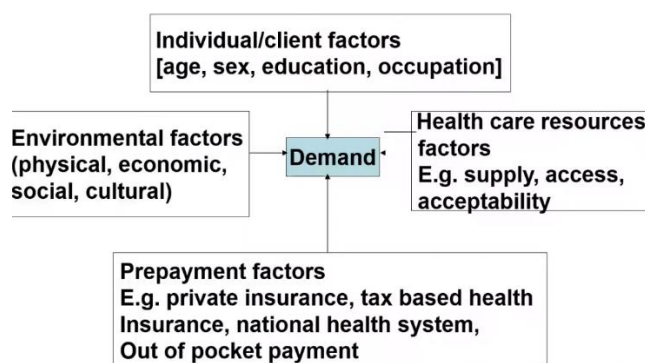 Individual/client factors
[age, sex, education, occupation]
Environmental factors
(physical, economic,
social, cultural)
Demand
Health care resources
factors
E.g. supply, access,
acceptability
Prepayment factors
E.g. private insurance, tax based health
Insurance, national health system,
Out of pocket payment